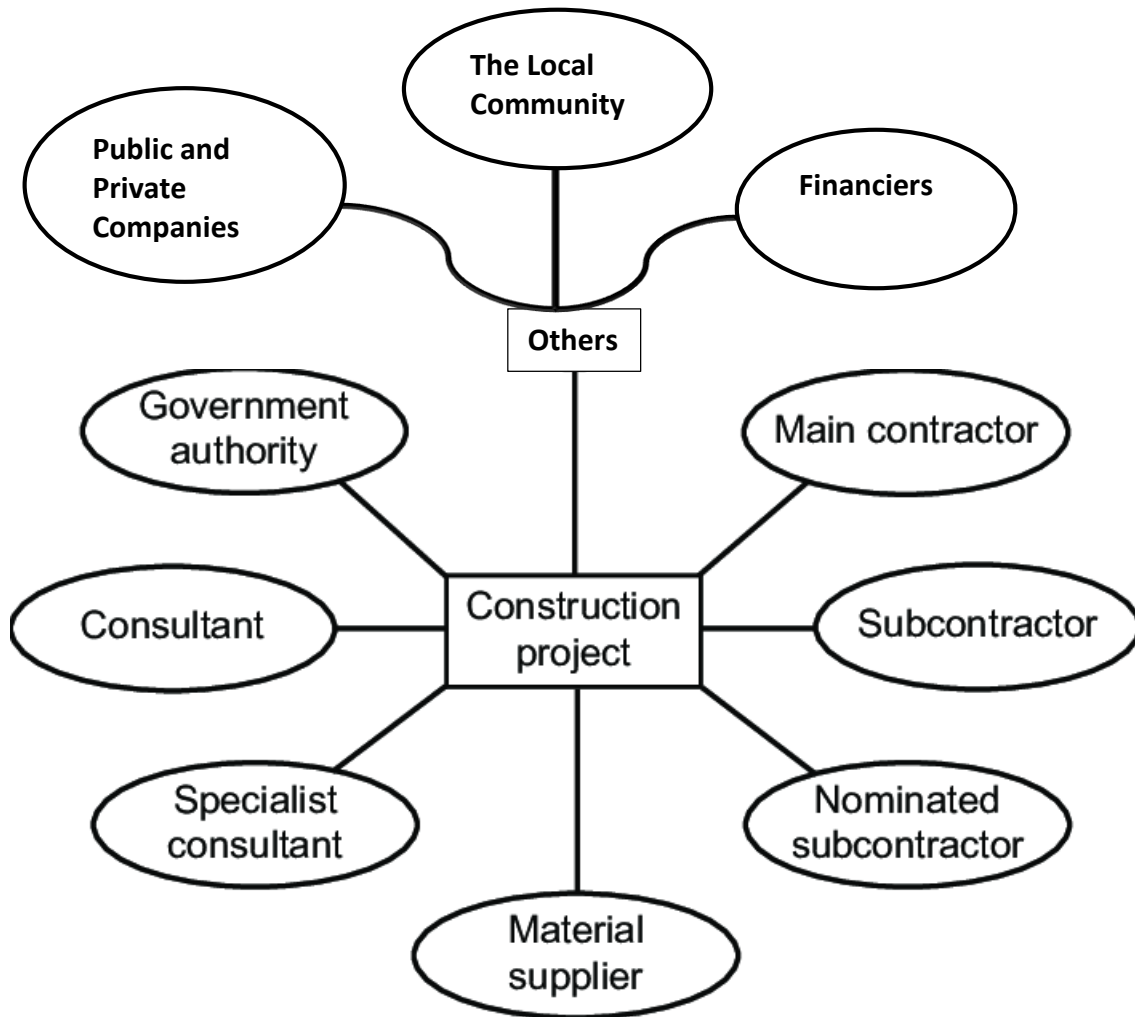 The Local
Community
Public and
Private
Companies
Financiers
Others
Government
authority
Main contractor
Consultant
Construction
project
Subcontractor
Specialist
consultant
Nominated
subcontractor
Material
supplier